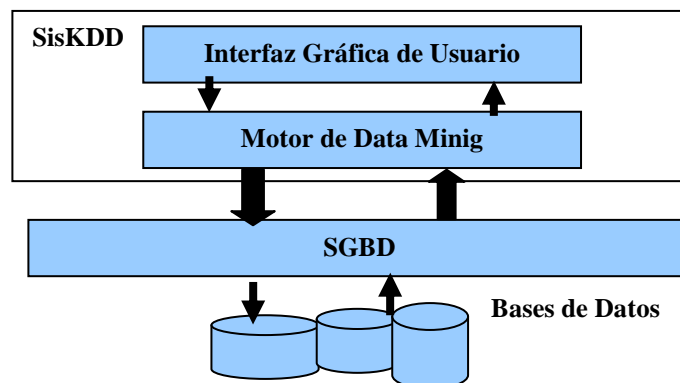 SisKDD
Interfaz Gráfica de Usuario
Motor de Data Minig
SGBD
Bases de Datos